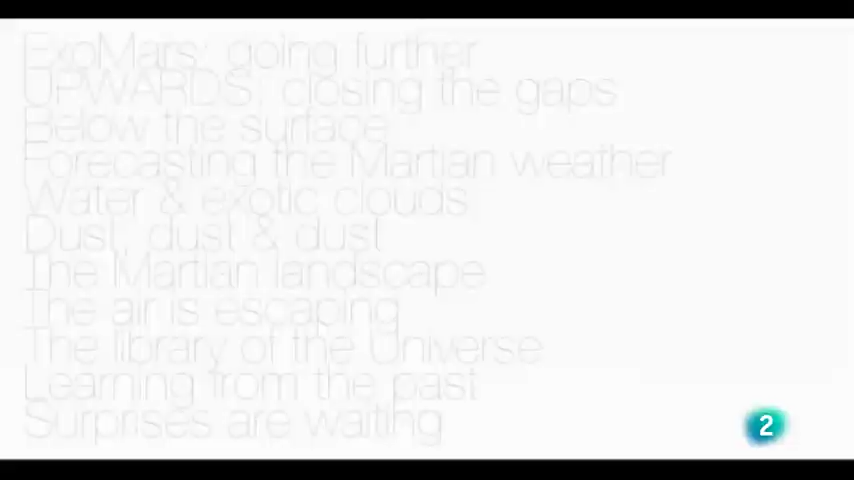 ExoMars: going further
UPWARDS: closing the gaps
Below the surface
Forecasting the Martian weather
Water & exotic clouds
Dust, dust & dust
The Martian landscape
The air is escaping
The library of the Universe
Learning from the past
Surprises are waiting
2